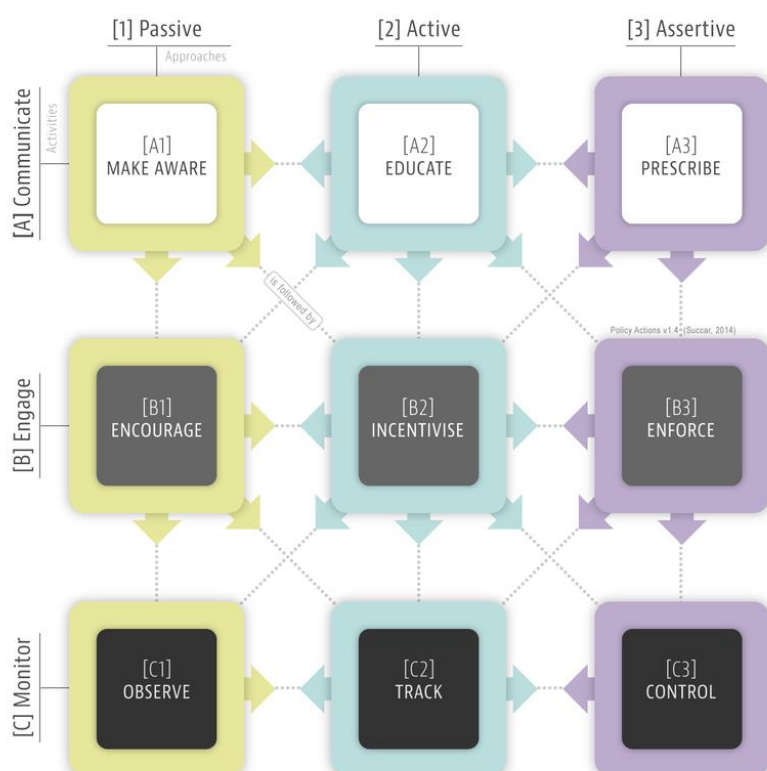 [1] Passive
[2] Active
[3] Assertive
Approaches
Activities
[A] Communicate
[A1]
MAKE AWARE
[A2]
EDUCATE
[A3]
PRESCRIBE
is followed by
Policy Actions v1.4 (Succar, 2014)
[B] Engage
[B1]
ENCOURAGE
[B2]
INCENTIVISE
[B3]
ENFORCE
[C] Monitor
[C1]
OBSERVE
[C2]
TRACK
[C3]
CONTROL